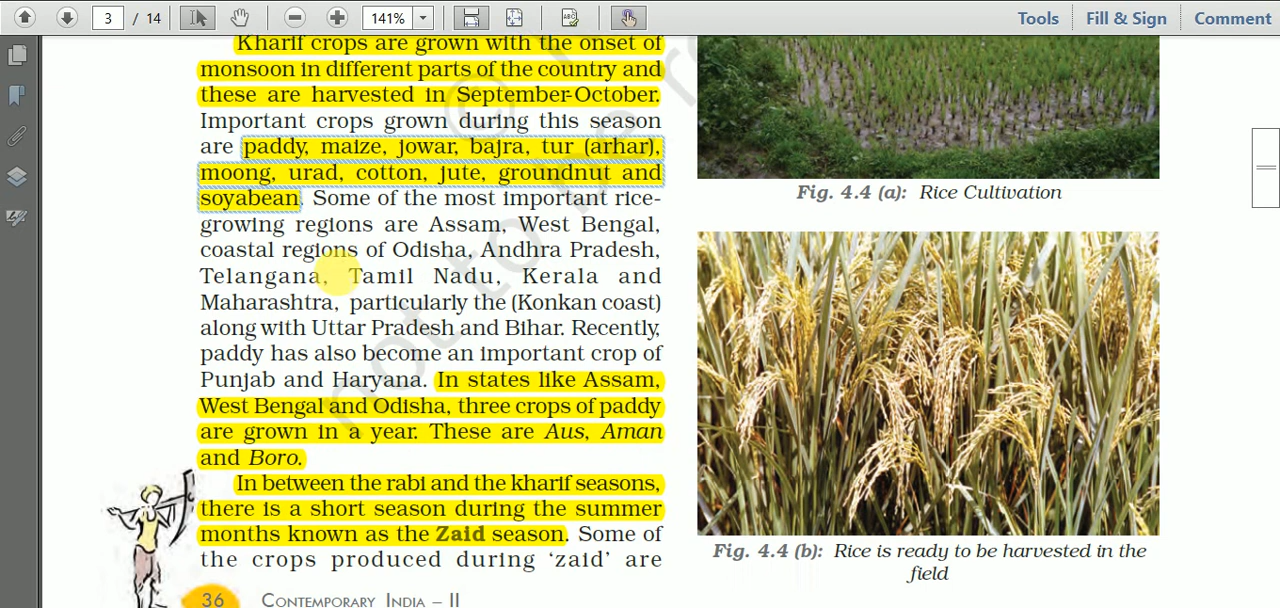 3 / 14
141%
Tools
Fill & Sign
Comment
Kharif crops are grown with the onset of
monsoon in different parts of the country and
these are harvested in September-October.
Important crops grown during this season
are paddy, maize, jowar, bajra, tur (arhar),
moong, urad, cotton, jute, groundnut and
soyabean. Some of the most important rice-
growing regions are Assam, West Bengal,
coastal regions of Odisha, Andhra Pradesh,
Telangana, Tamil Nadu, Kerala and
Maharashtra, particularly the (Konkan coast)
along with Uttar Pradesh and Bihar. Recently,
paddy has also become an important crop of
Punjab and Haryana. In states like Assam,
West Bengal and Odisha, three crops of paddy
are grown in a year. These are Aus, Aman
and Boro.
In between the rabi and the kharif seasons,
there is a short season during the summer
months known as the Zaid season. Some of
the crops produced during ‘zaid’ are
36 CONTEMPORARY INDIA – II
Fig. 4.4 (a): Rice Cultivation
Fig. 4.4 (b): Rice is ready to be harvested in the
field
©
not to